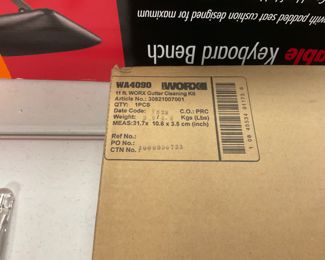 with padded seat cushion
designed for maximum
able Keyboard Bench
WA4090 WORX
11 ft. WORX Gutter Cleaning Kit
Article No.: 30521007001
QTY: 1PCS
Date Code: C.O.: PRC
Weight: Kgs (Lbs)
MEAS:31.7x 10.6 x 3.5 cm (inch)
Ref No.:
PO No.:
CTN No.